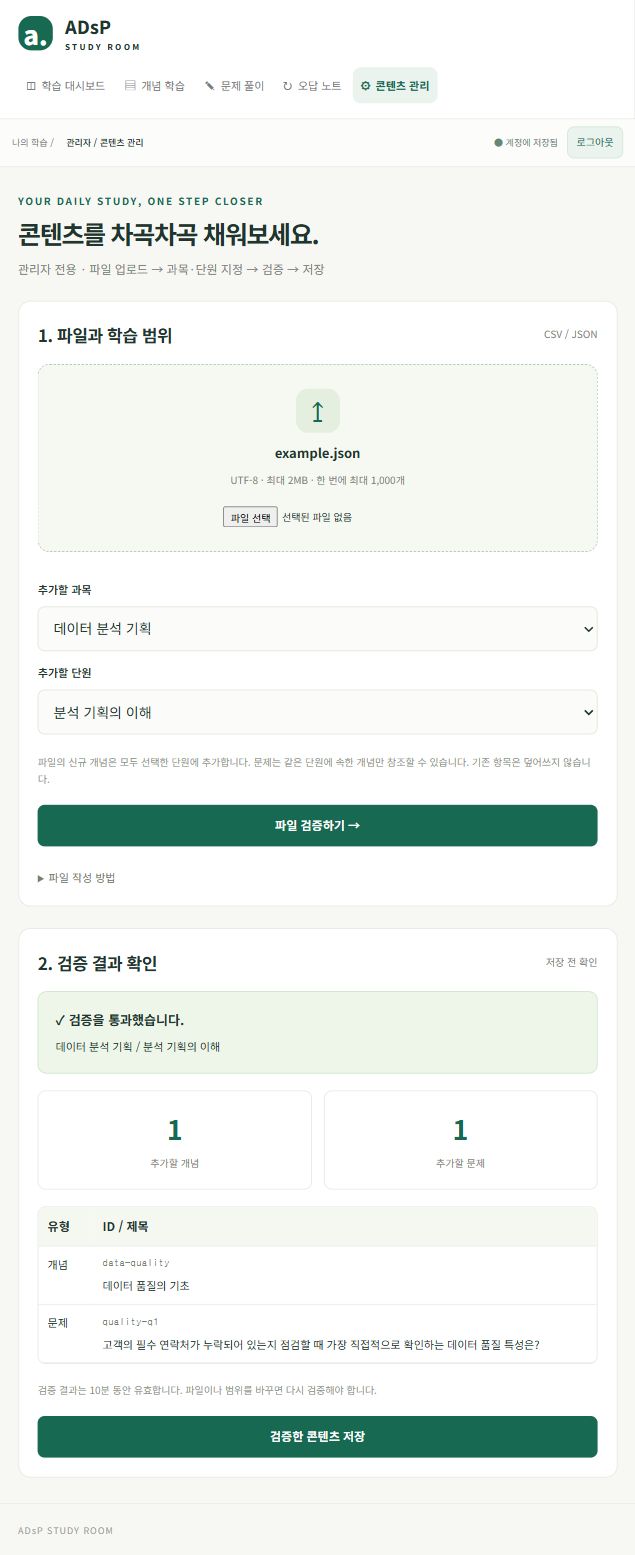 a.
ADsP
STUDY ROOM
학습 대시보드 개념 학습 문제 풀이 오답 노트 콘텐츠 관리
나의 학습 / 관리자 / 콘텐츠 관리 계정에 저장됨 로그아웃
YOUR DAILY STUDY, ONE STEP CLOSER
콘텐츠를 차곡차곡 채워보세요.
관리자 전용 · 파일 업로드 → 과목·단원 지정 → 검증 → 저장
1. 파일과 학습 범위 CSV / JSON
example.json
UTF-8 · 최대 2MB · 한 번에 최대 1,000개
파일 선택 선택된 파일 없음
추가할 과목
데이터 분석 기획
추가할 단원
분석 기획의 이해
파일의 신규 개념은 모두 선택한 단원에 추가합니다. 문제는 같은 단원에 속한 개념만 참조할 수 있습니다. 기존 항목은 덮어쓰지 않습니
다.
파일 검증하기 →
▶ 파일 작성 방법
2. 검증 결과 확인 저장 전 확인
✓ 검증을 통과했습니다.
데이터 분석 기획 / 분석 기획의 이해
1 1
추가할 개념 추가할 문제
유형 ID / 제목
개념 data-quality
데이터 품질의 기초
문제 quality-q1
고객의 필수 연락처가 누락되어 있는지 점검할 때 가장 직접적으로 확인하는 데이터 품질 특성은?
검증 결과는 10분 동안 유효합니다. 파일이나 범위를 바꾸면 다시 검증해야 합니다.
검증한 콘텐츠 저장
ADsP STUDY ROOM